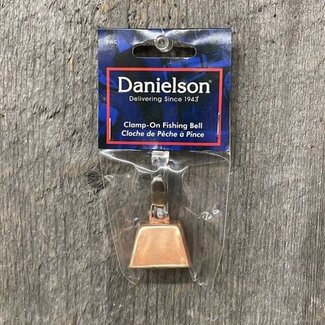 Danielson®
Delivering Since 1943
Clamp-On Fishing Bell
Cloche de Pêche à Pince